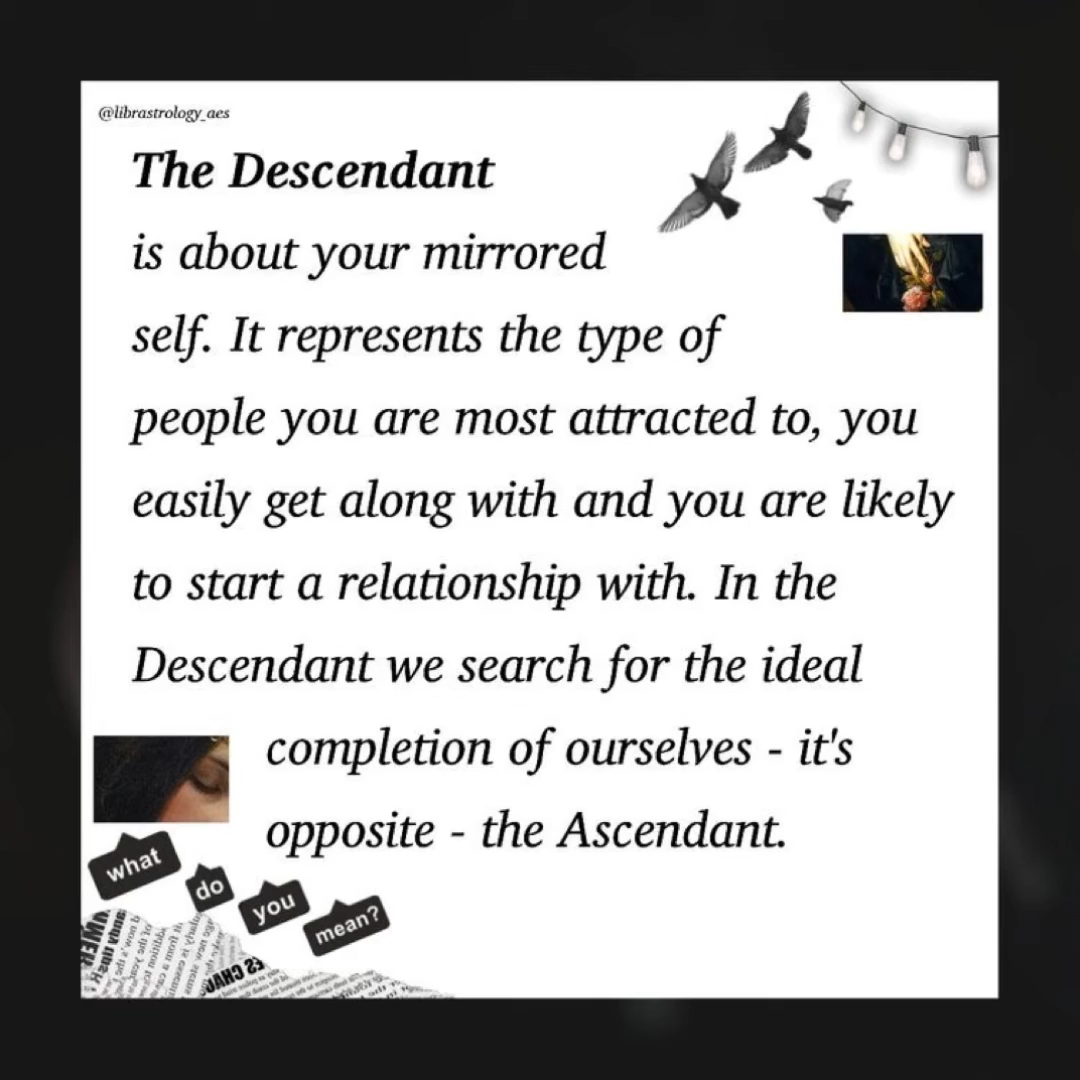 @librastrology_aes
The Descendant
is about your mirrored
self. It represents the type of
people you are most attracted to, you
easily get along with and you are likely
to start a relationship with. In the
Descendant we search for the ideal
completion of ourselves - it's
opposite - the Ascendant.
what
do
you
mean?